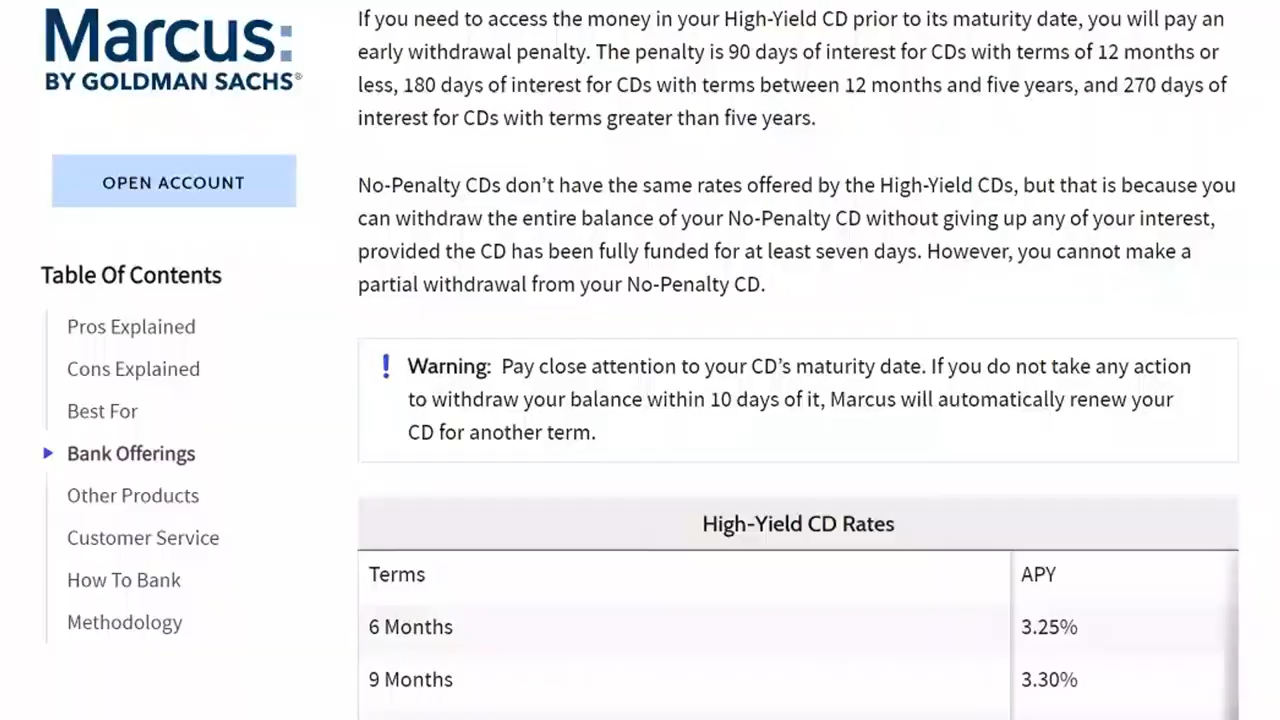 Marcus:
BY GOLDMAN SACHS®
OPEN ACCOUNT
Table Of Contents
Pros Explained
Cons Explained
Best For
Bank Offerings
Other Products
Customer Service
How To Bank
Methodology
If you need to access the money in your High-Yield CD prior to its maturity date, you will pay an
early withdrawal penalty. The penalty is 90 days of interest for CDs with terms of 12 months or
less, 180 days of interest for CDs with terms between 12 months and five years, and 270 days of
interest for CDs with terms greater than five years.
No-Penalty CDs don’t have the same rates offered by the High-Yield CDs, but that is because you
can withdraw the entire balance of your No-Penalty CD without giving up any of your interest,
provided the CD has been fully funded for at least seven days. However, you cannot make a
partial withdrawal from your No-Penalty CD.
! Warning: Pay close attention to your CD’s maturity date. If you do not take any action
to withdraw your balance within 10 days of it, Marcus will automatically renew your
CD for another term.
High-Yield CD Rates
Terms APY
6 Months 3.25%
9 Months 3.30%